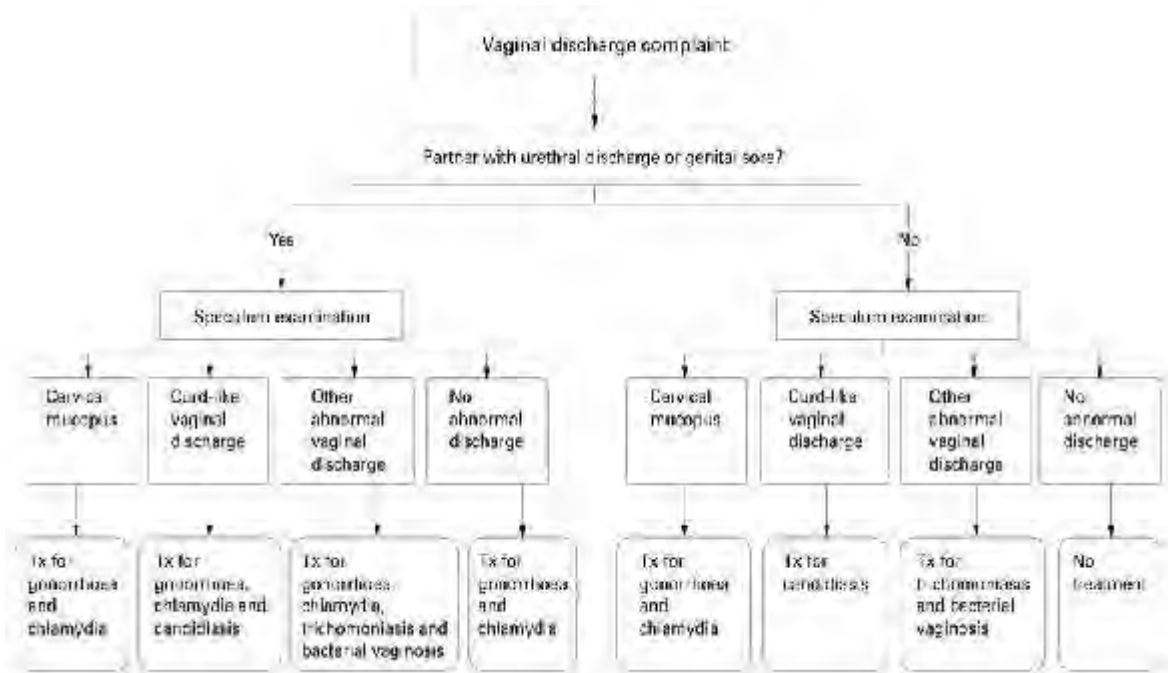 Vaginal discharge complaint
Partner with urethral discharge or genital sore?
Yes
No
Speculum examination
Speculum examination
Cervical
mucopus
Curd-like
vaginal
discharge
Other
abnormal
vaginal
discharge
No
abnormal
discharge
Cervical
mucopus
Curd-like
vaginal
discharge
Other
abnormal
vaginal
discharge
No
abnormal
discharge
Tx for
gonorrhoea
and
chlamydia
Tx for
gonorrhoea,
chlamydia and
candidiasis
Tx for
gonorrhoea,
chlamydia,
trichomoniasis and
bacterial vaginosis
Tx for
gonorrhoea
and
chlamydia
Tx for
gonorrhoea
and
chlamydia
Tx for
candidiasis
Tx for
trichomoniasis
and bacterial
vaginosis
No
treatment